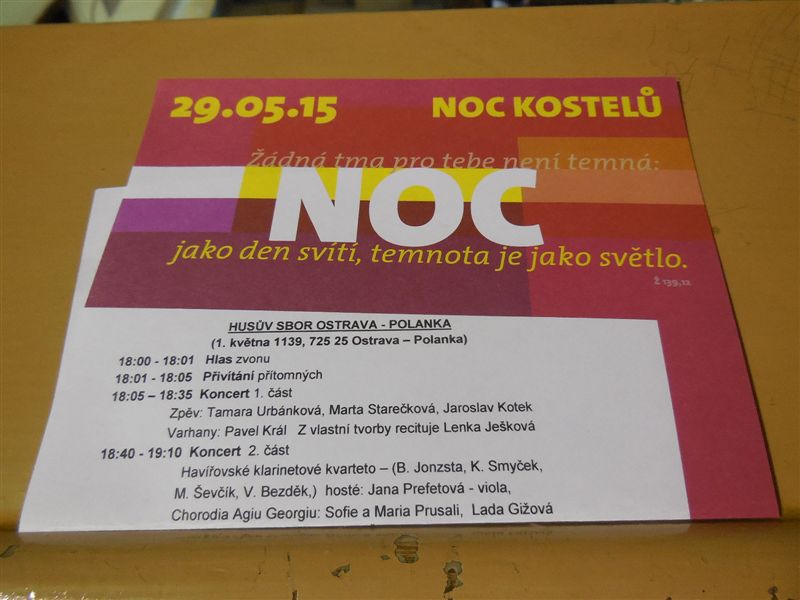 29.05.15 NOC KOSTELŮ
Žádná tma pro tebe není temná:
NOC
jako den svítí, temnota je jako světlo.
Ž 139,12
HUSŮV SBOR OSTRAVA - POLANKA
(1. května 1139, 725 25 Ostrava – Polanka)
18:00 - 18:01 Hlas zvonu
18:01 - 18:05 Přivítání přítomných
18:05 – 18:35 Koncert 1. část
Zpěv: Tamara Urbánková, Marta Starečková, Jaroslav Kotek
Varhany: Pavel Král Z vlastní tvorby recituje Lenka Ješková
18:40 - 19:10 Koncert 2. část
Havířovské klarinetové kvarteto – (B. Jonzsta, K. Smyček,
M. Ševčík, V. Bezděk,) hosté: Jana Prefetová - viola,
Chorodia Agiu Georgiu: Sofie a Maria Prusali, Lada Gižová